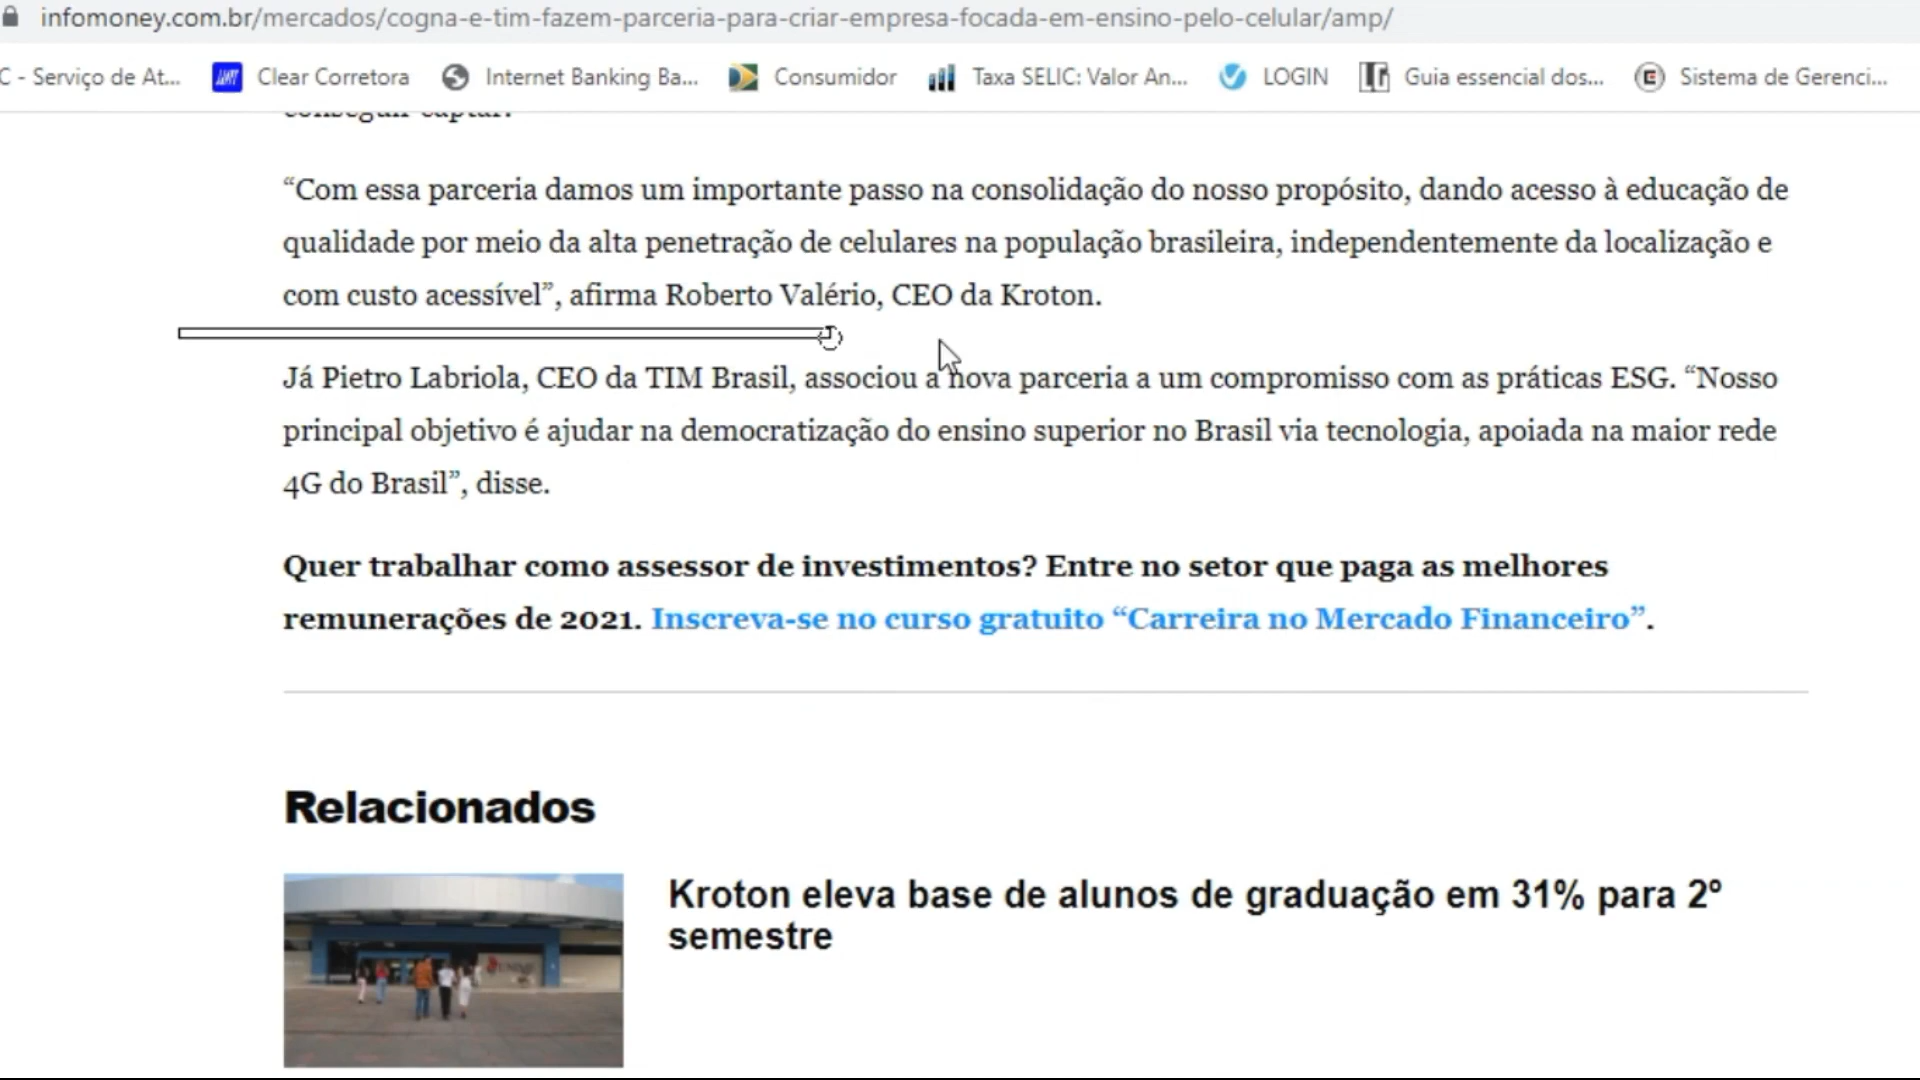 infomoney.com.br/mercados/cogna-e-tim-fazem-parceria-para-criar-empresa-focada-em-ensino-pelo-celular/amp/
C - Serviço de At... Clear Corretora Internet Banking Ba... Consumidor Taxa SELIC: Valor An... LOGIN Guia essencial dos... Sistema de Gerenci...
conseguir captar.
“Com essa parceria damos um importante passo na consolidação do nosso propósito, dando acesso à educação de
qualidade por meio da alta penetração de celulares na população brasileira, independentemente da localização e
com custo acessível”, afirma Roberto Valério, CEO da Kroton.
Já Pietro Labriola, CEO da TIM Brasil, associou a nova parceria a um compromisso com as práticas ESG. “Nosso
principal objetivo é ajudar na democratização do ensino superior no Brasil via tecnologia, apoiada na maior rede
4G do Brasil”, disse.
Quer trabalhar como assessor de investimentos? Entre no setor que paga as melhores
remunerações de 2021. Inscreva-se no curso gratuito “Carreira no Mercado Financeiro”.
Relacionados
Kroton eleva base de alunos de graduação em 31% para 2º
semestre